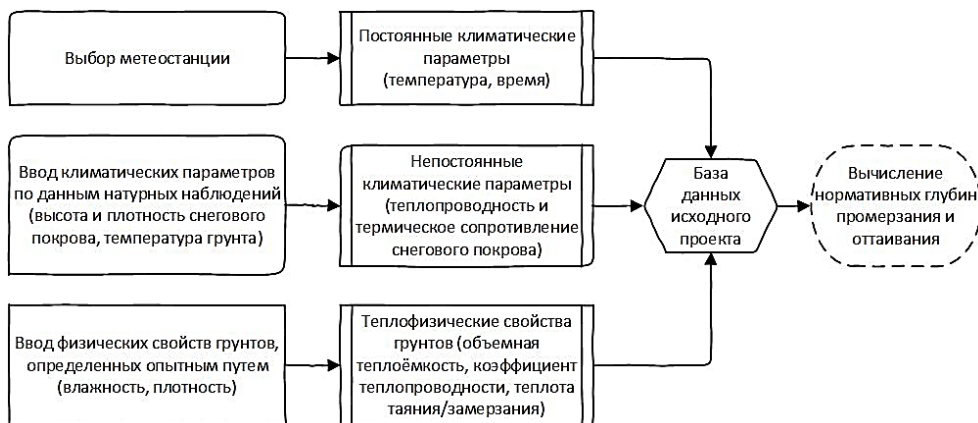 Выбор метеостанции
Постоянные климатические
параметры
(температура, время)
Ввод климатических параметров
по данным натурных наблюдений
(высота и плотность снегового
покрова, температура грунта)
Непостоянные
климатические параметры
(теплопроводность и
термическое сопротивление
снегового покрова)
База
данных
исходного
проекта
Вычисление
нормативных глубин
промерзания и
оттаивания
Ввод физических свойств грунтов,
определенных опытным путем
(влажность, плотность)
Теплофизические свойства
грунтов (объемная
теплоёмкость, коэффициент
теплопроводности, теплота
таяния/замерзания)